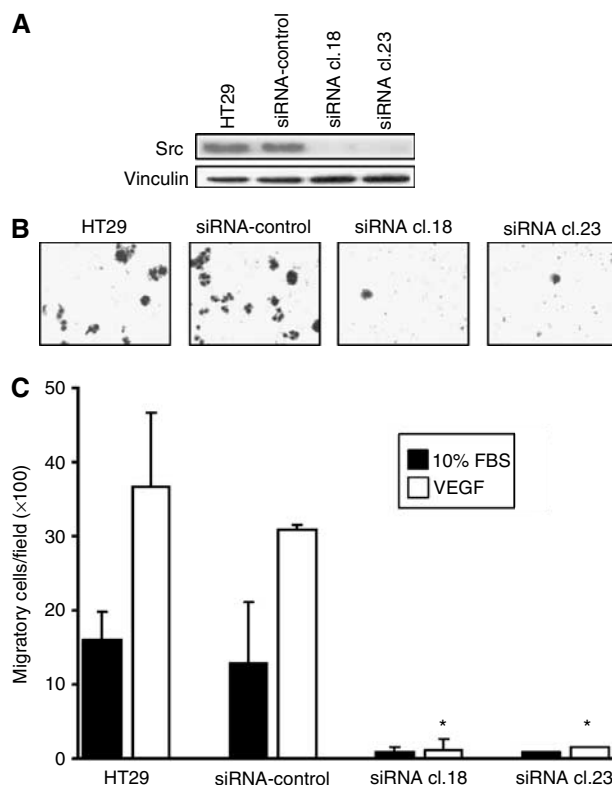 A
HT29
siRNA-control
siRNA cl.18
siRNA cl.23
Src
Vinculin
B
HT29
siRNA-control
siRNA cl.18
siRNA cl.23
C
Migratory cells/field (×100)
50
40
30
20
10
0
10% FBS
VEGF
*
*
HT29
siRNA-control
siRNA cl.18
siRNA cl.23